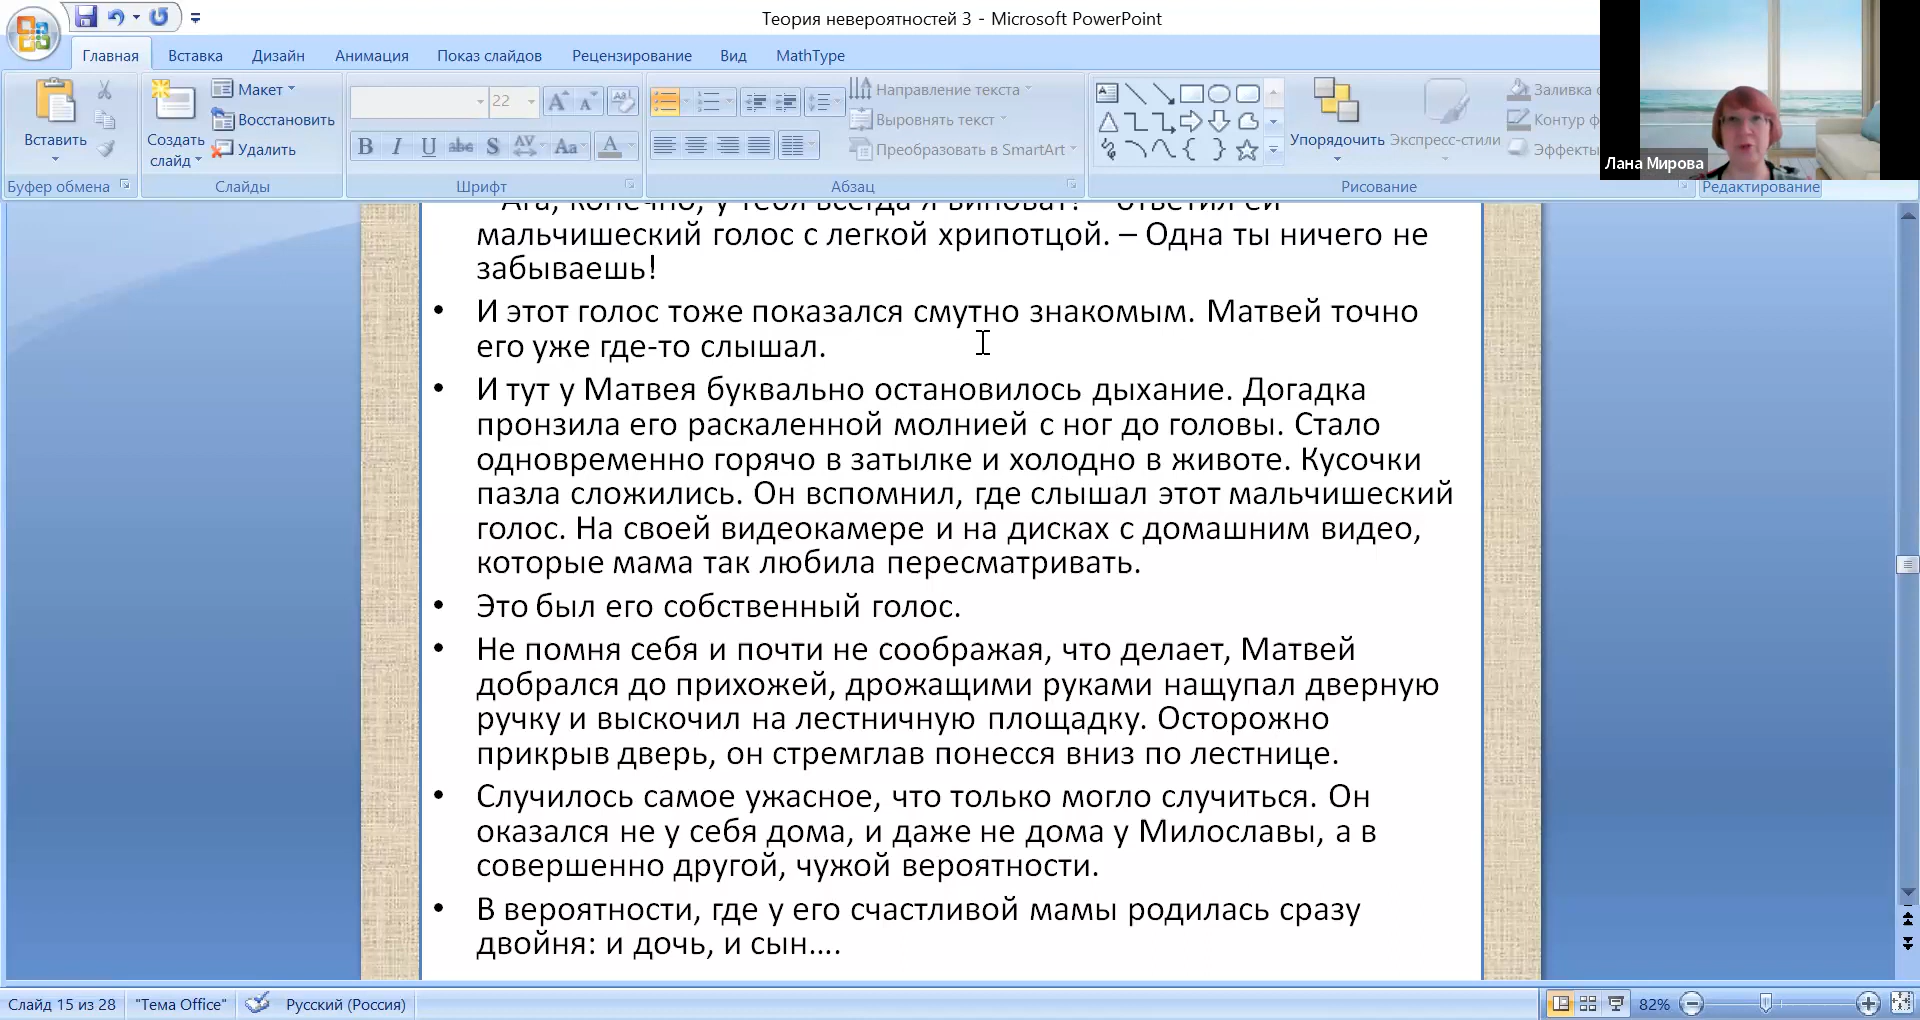 Теория невероятностей 3 - Microsoft PowerPoint
Главная Вставка Дизайн Анимация Показ слайдов Рецензирование Вид MathType
Вставить
Буфер обмена
Создать слайд
Макет
Восстановить
Удалить
Слайды
22
Шрифт
Направление текста
Выровнять текст
Преобразовать в SmartArt
Абзац
Упорядочить
Экспресс-стили
Заливка
Контур ф
Эффекты
Рисование
Редактирование
Лана Мирова
Ага, конечно, у тебя всегда я виноват! – ответил ей
мальчишеский голос с легкой хрипотцой. – Одна ты ничего не
забываешь!
• И этот голос тоже показался смутно знакомым. Матвей точно
его уже где-то слышал.
• И тут у Матвея буквально остановилось дыхание. Догадка
пронзила его раскаленной молнией с ног до головы. Стало
одновременно горячо в затылке и холодно в животе. Кусочки
пазла сложились. Он вспомнил, где слышал этот мальчишеский
голос. На своей видеокамере и на дисках с домашним видео,
которые мама так любила пересматривать.
• Это был его собственный голос.
• Не помня себя и почти не соображая, что делает, Матвей
добрался до прихожей, дрожащими руками нащупал дверную
ручку и выскочил на лестничную площадку. Осторожно
прикрыв дверь, он стремглав понесся вниз по лестнице.
• Случилось самое ужасное, что только могло случиться. Он
оказался не у себя дома, и даже не дома у Милославы, а в
совершенно другой, чужой вероятности.
• В вероятности, где у его счастливой мамы родилась сразу
двойня: и дочь, и сын….
Слайд 15 из 28 "Тема Office" Русский (Россия) 82%